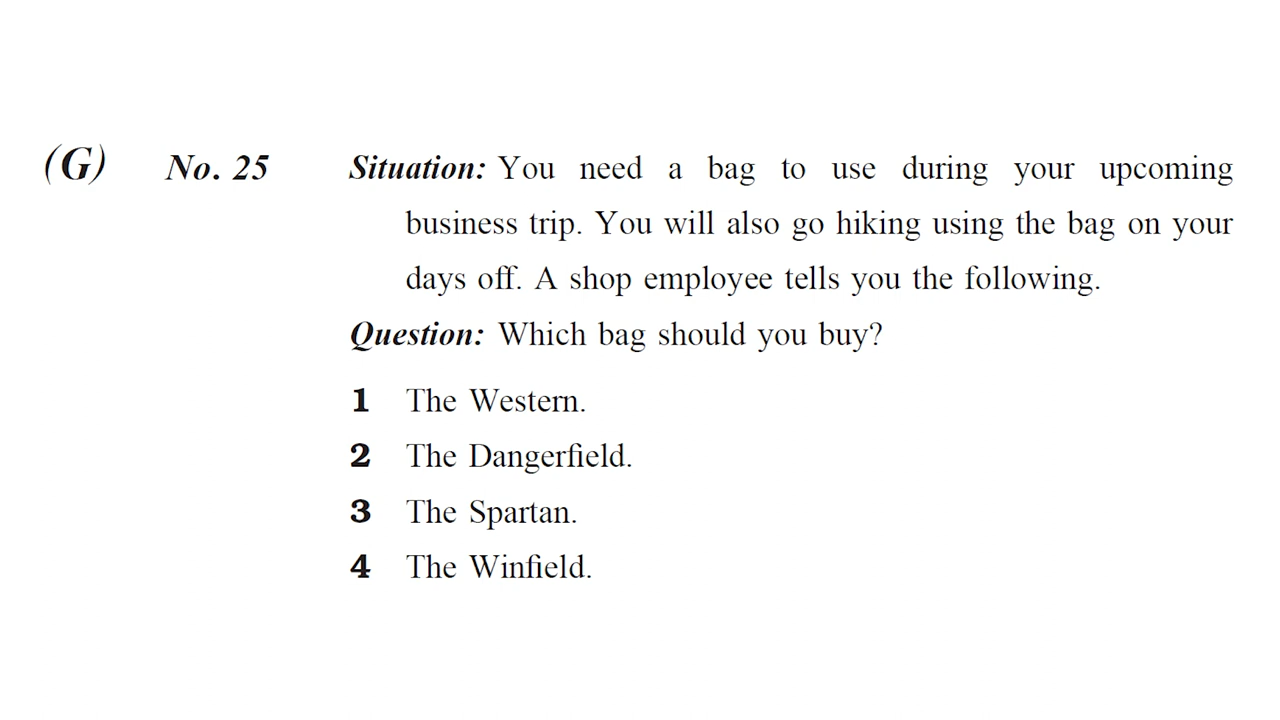 (G) No. 25 Situation: You need a bag to use during your upcoming
business trip. You will also go hiking using the bag on your
days off. A shop employee tells you the following.
Question: Which bag should you buy?
1 The Western.
2 The Dangerfield.
3 The Spartan.
4 The Winfield.